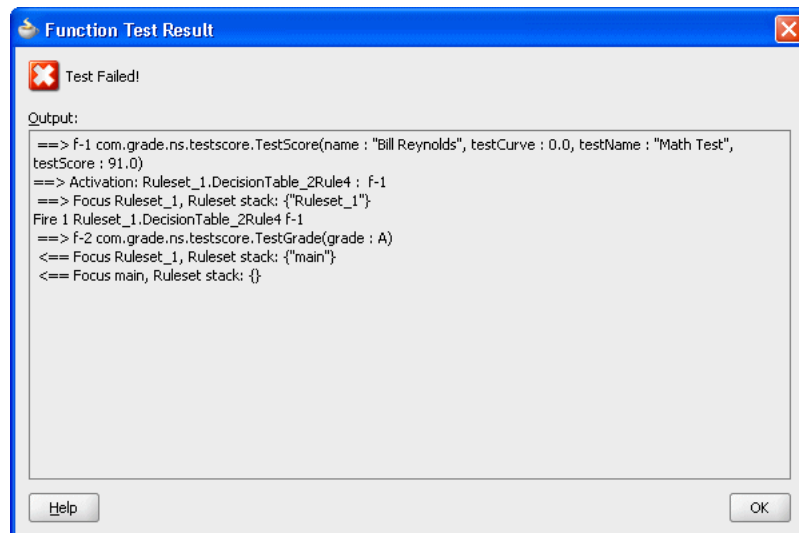 Function Test Result
Test Failed!
Output:
==> f-1 com.grade.ns.testscore.TestScore(name : "Bill Reynolds", testCurve : 0.0, testName : "Math Test",
testScore : 91.0)
==> Activation: Ruleset_1.DecisionTable_2Rule4 : f-1
==> Focus Ruleset_1, Ruleset stack: {"Ruleset_1"}
Fire 1 Ruleset_1.DecisionTable_2Rule4 f-1
==> f-2 com.grade.ns.testscore.TestGrade(grade : A)
<== Focus Ruleset_1, Ruleset stack: {"main"}
<== Focus main, Ruleset stack: {}
Help
OK